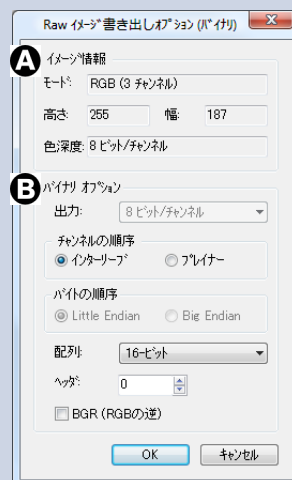 Raw ｲﾒｰｼﾞ書き出しｵﾌﾟｼｮﾝ (ﾊﾞｲﾅﾘ)
A ｲﾒｰｼﾞ情報
ﾓｰﾄﾞ: RGB (3 ﾁｬﾝﾈﾙ)
高さ: 255 幅: 187
色深度: 8 ﾋﾞｯﾄ/ﾁｬﾝﾈﾙ
B ﾊﾞｲﾅﾘ ｵﾌﾟｼｮﾝ
出力: 8 ﾋﾞｯﾄ/ﾁｬﾝﾈﾙ
ﾁｬﾝﾈﾙの順序
ｲﾝﾀｰﾘｰﾌﾞ ﾌﾟﾚｲﾅｰ
ﾊﾞｲﾄの順序
Little Endian Big Endian
配列: 16-ﾋﾞｯﾄ
ﾍｯﾀﾞ: 0
BGR (RGBの逆)
OK ｷｬﾝｾﾙ